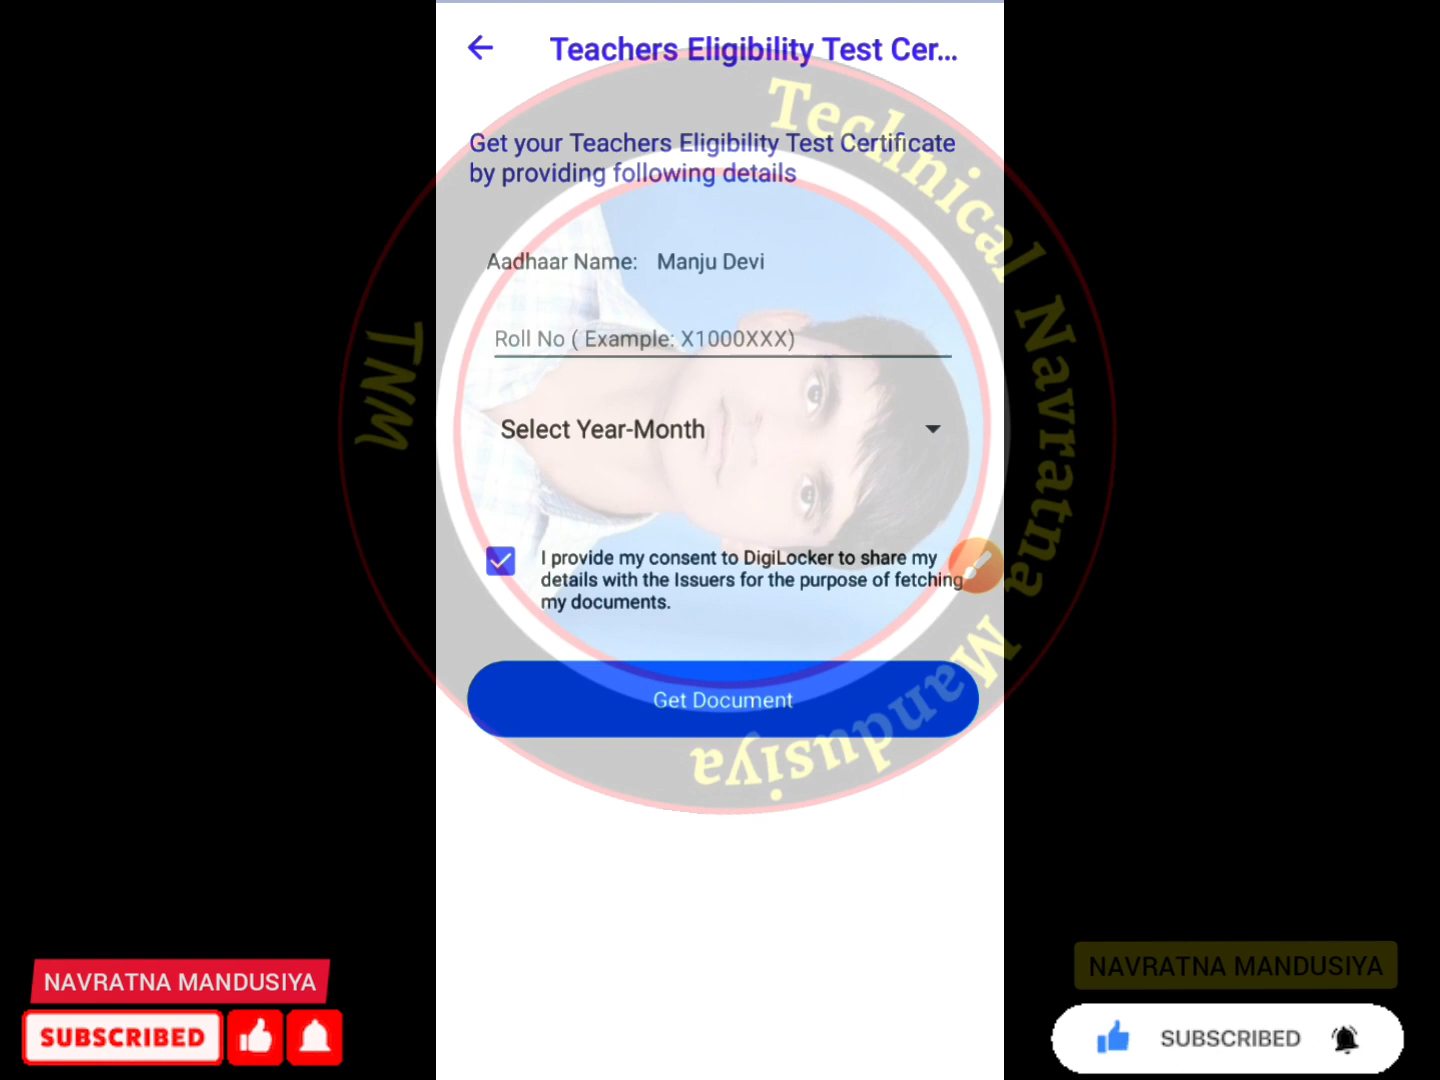 Teachers Eligibility Test Cer...
Get your Teachers Eligibility Test Certificate
by providing following details
Aadhaar Name: Manju Devi
Roll No ( Example: X1000XXX)
Select Year-Month
I provide my consent to DigiLocker to share my
details with the Issuers for the purpose of fetching
my documents.
Get Document
Technical Navratna Mandusiya
TNM
NAVRATNA MANDUSIYA
SUBSCRIBED
NAVRATNA MANDUSIYA
SUBSCRIBED